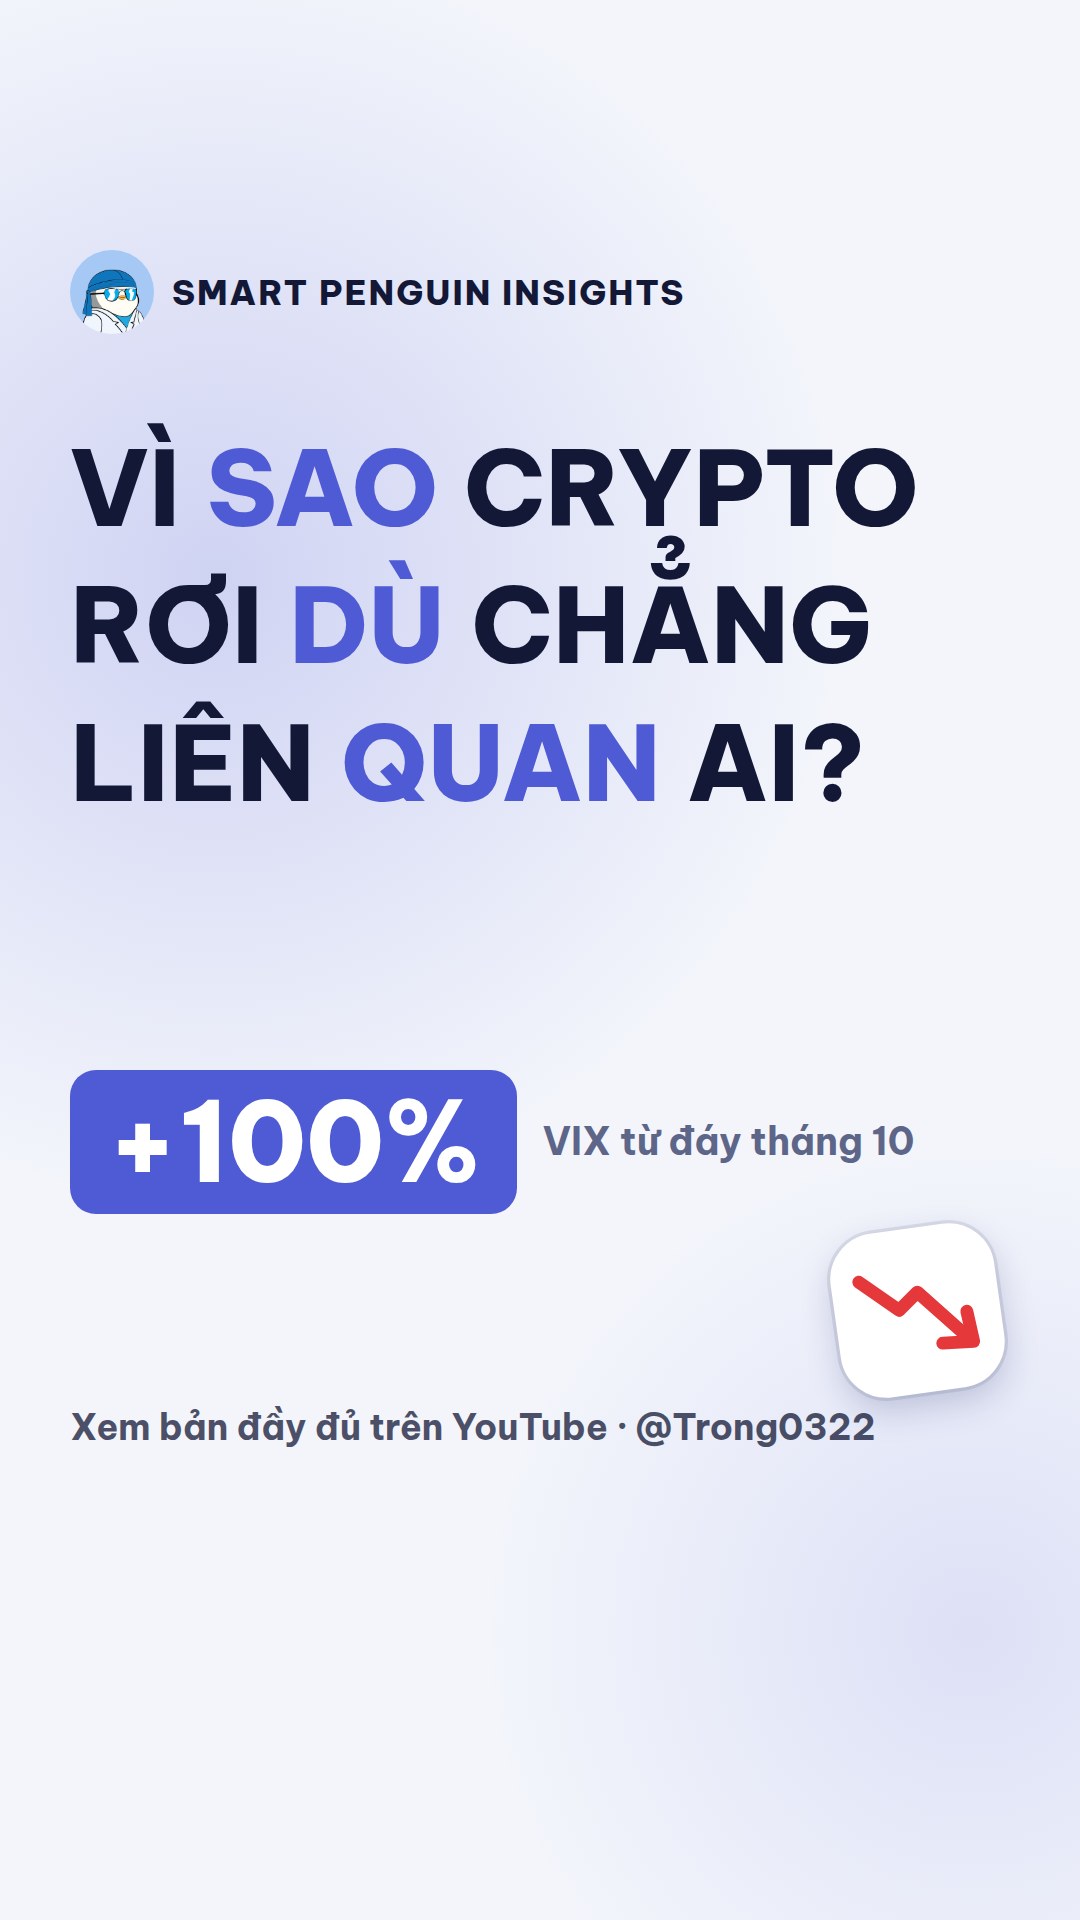 SMART PENGUIN INSIGHTS
VÌ SAO CRYPTO
RƠI DÙ CHẲNG
LIÊN QUAN AI?
+100%
VIX từ đáy tháng 10
Xem bản đầy đủ trên YouTube · @Trong0322